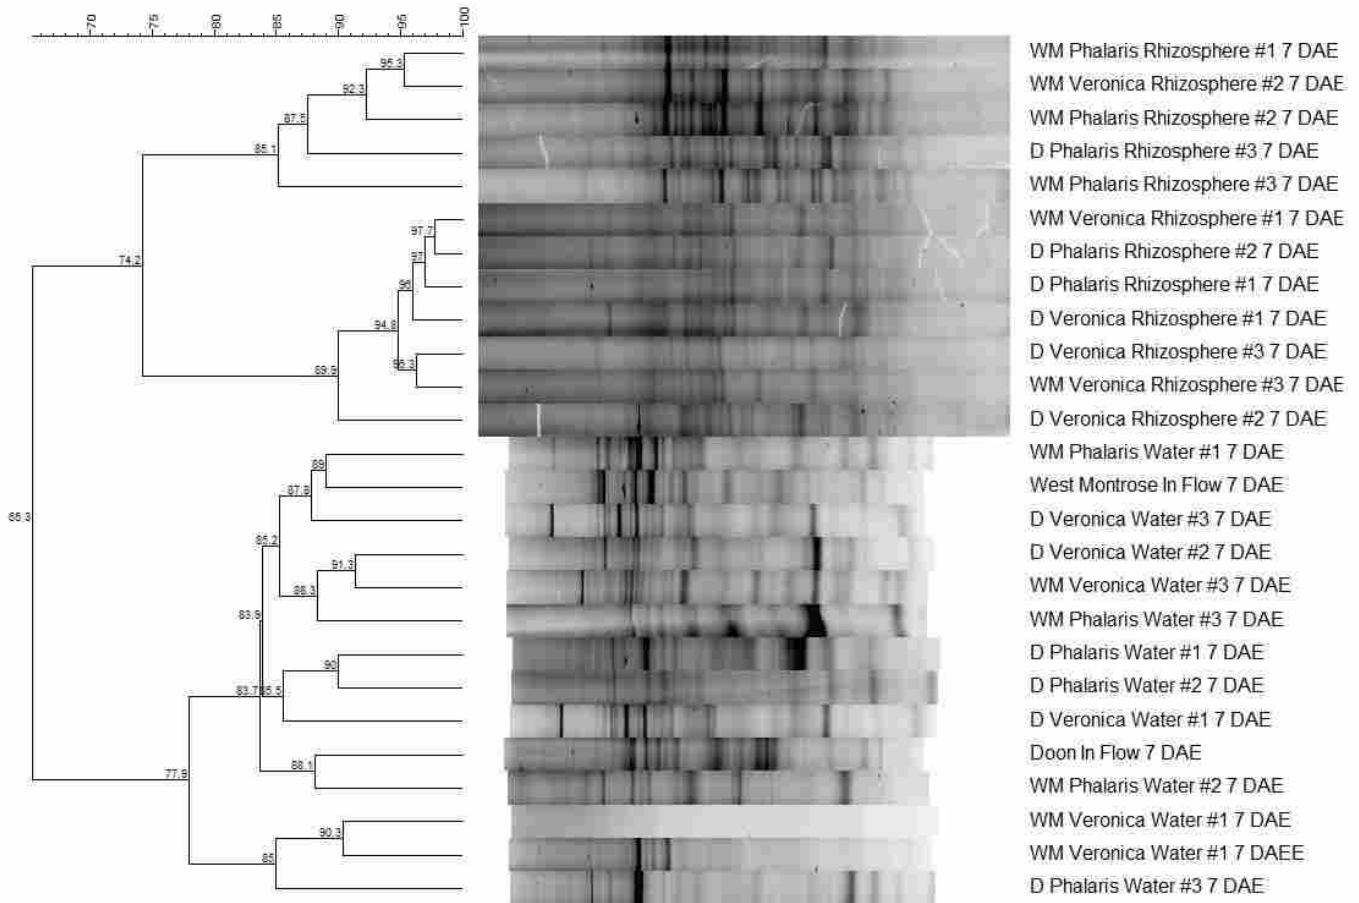 70 75 80 85 90 95 100
WM Phalaris Rhizosphere #1 7 DAE
95.3
WM Veronica Rhizosphere #2 7 DAE
92.3
WM Phalaris Rhizosphere #2 7 DAE
87.5
D Phalaris Rhizosphere #3 7 DAE
85.1
WM Phalaris Rhizosphere #3 7 DAE
WM Veronica Rhizosphere #1 7 DAE
97.7
D Phalaris Rhizosphere #2 7 DAE
97
74.2
D Phalaris Rhizosphere #1 7 DAE
96
D Veronica Rhizosphere #1 7 DAE
94.8
D Veronica Rhizosphere #3 7 DAE
89.9
WM Veronica Rhizosphere #3 7 DAE
D Veronica Rhizosphere #2 7 DAE
WM Phalaris Water #1 7 DAE
89
West Montrose In Flow 7 DAE
87.8
65.3
D Veronica Water #3 7 DAE
85.2
D Veronica Water #2 7 DAE
91.3
WM Veronica Water #3 7 DAE
88.3
83.9
WM Phalaris Water #3 7 DAE
D Phalaris Water #1 7 DAE
90
D Phalaris Water #2 7 DAE
83.7 85.5
D Veronica Water #1 7 DAE
Doon In Flow 7 DAE
88.1
77.9
WM Phalaris Water #2 7 DAE
WM Veronica Water #1 7 DAE
90.3
WM Veronica Water #1 7 DAEE
85
D Phalaris Water #3 7 DAE